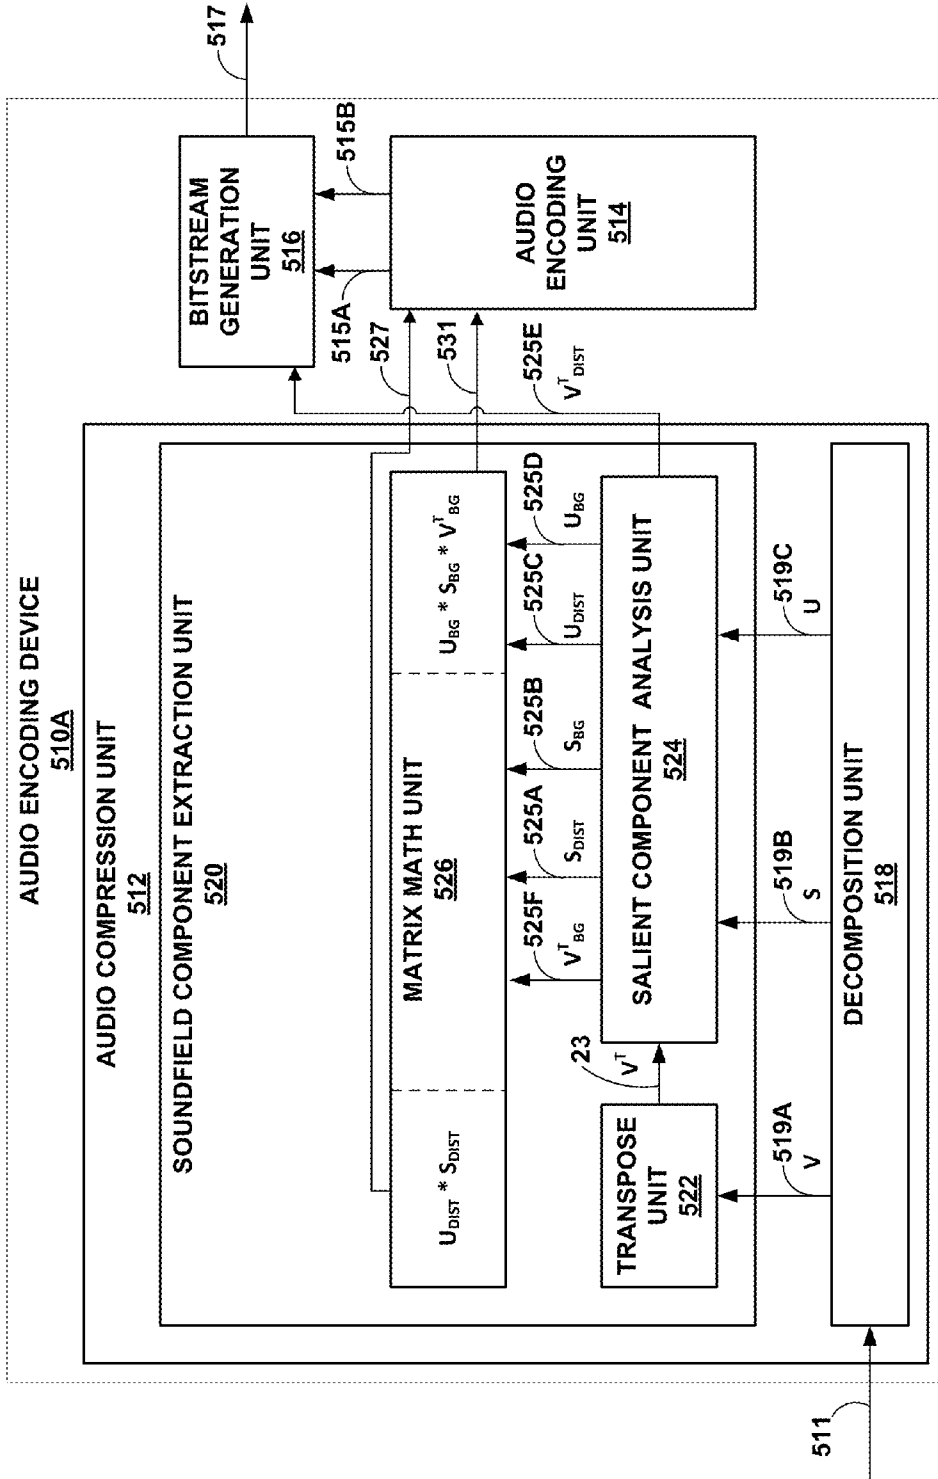 AUDIO ENCODING DEVICE
510A
AUDIO COMPRESSION UNIT
512
SOUNDFIELD COMPONENT EXTRACTION UNIT
520
U_DIST * S_DIST
MATRIX MATH UNIT
526
U_BG * S_BG * V^T_BG
525F
V^T_BG
525A
S_DIST
525B
S_BG
525C
U_DIST
525D
U_BG
TRANSPOSE
UNIT
522
23
V^T
SALIENT COMPONENT ANALYSIS UNIT
524
519A
V
519B
S
519C
U
DECOMPOSITION UNIT
518
511
BITSTREAM
GENERATION
UNIT
516
517
515A
515B
527
531
525E
V^T_DIST
AUDIO
ENCODING
UNIT
514